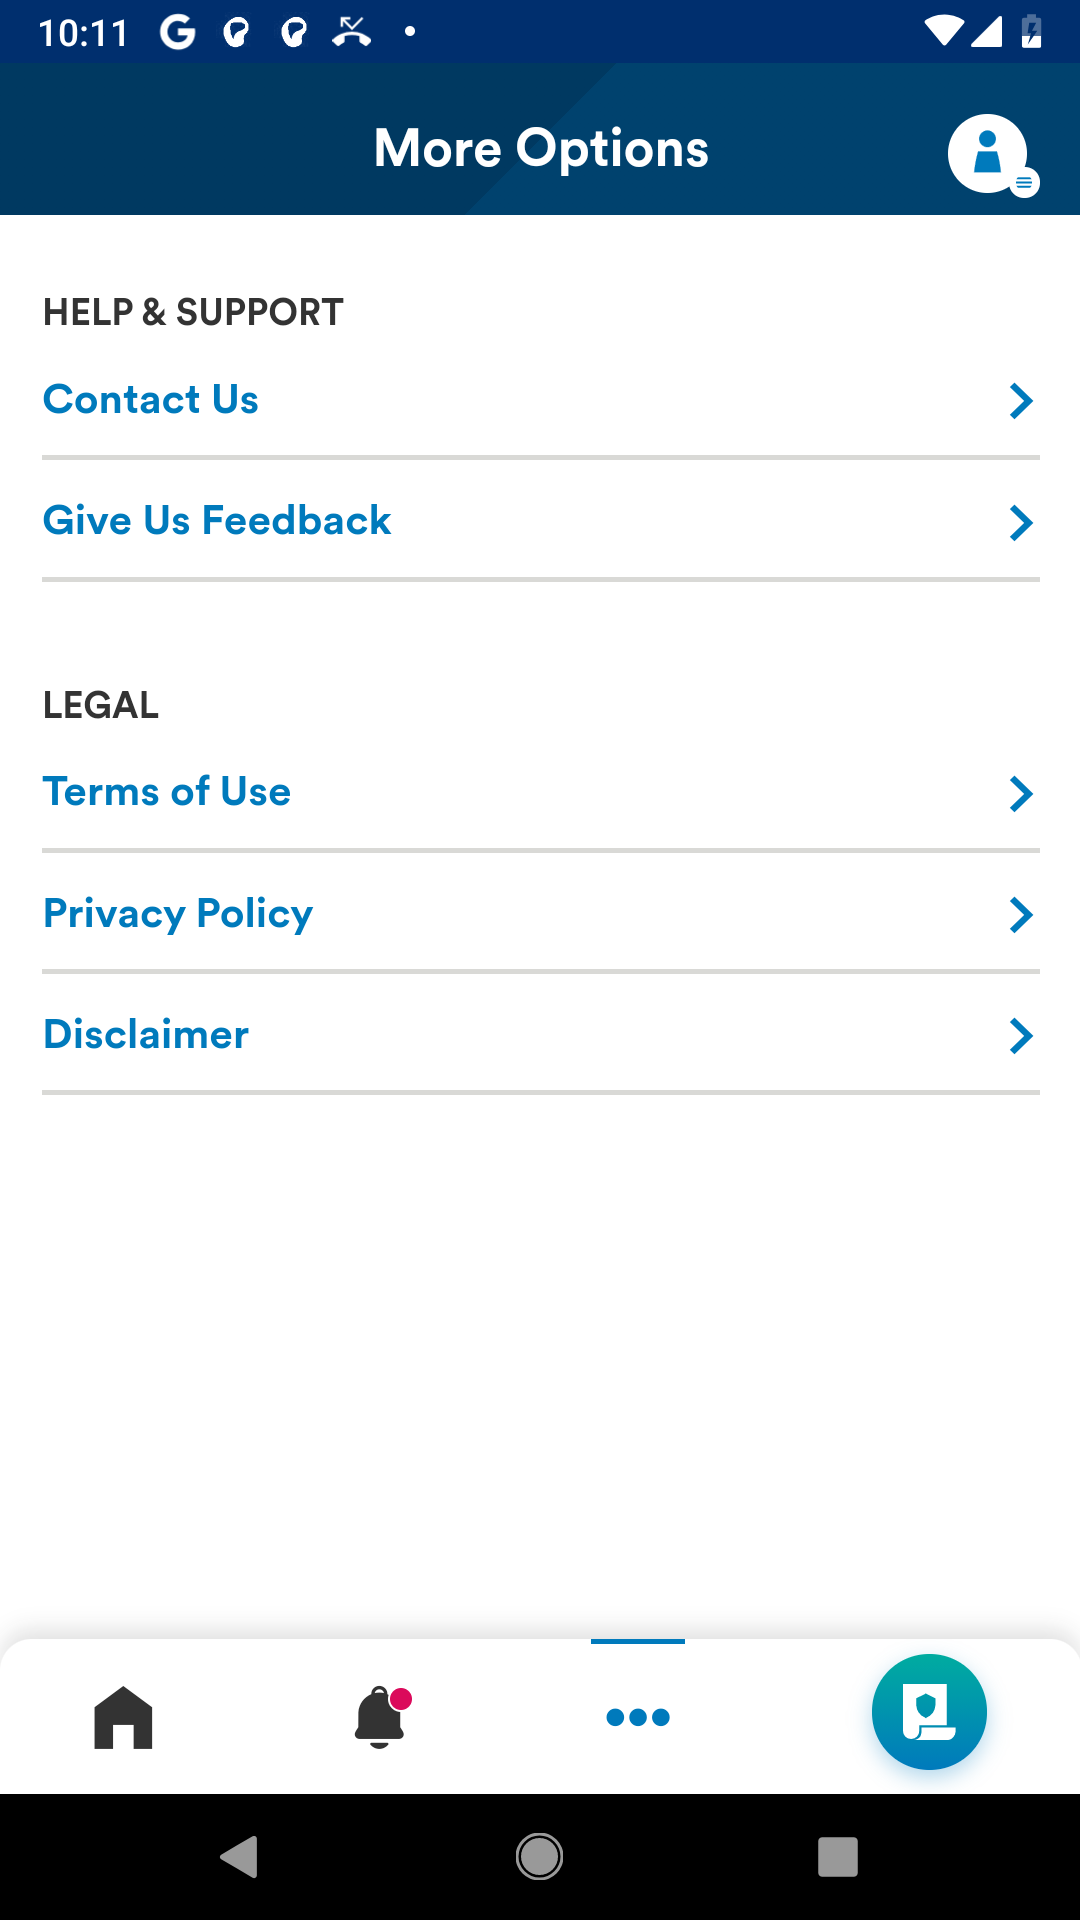 10:11
More Options
HELP & SUPPORT
Contact Us
Give Us Feedback
LEGAL
Terms of Use
Privacy Policy
Disclaimer